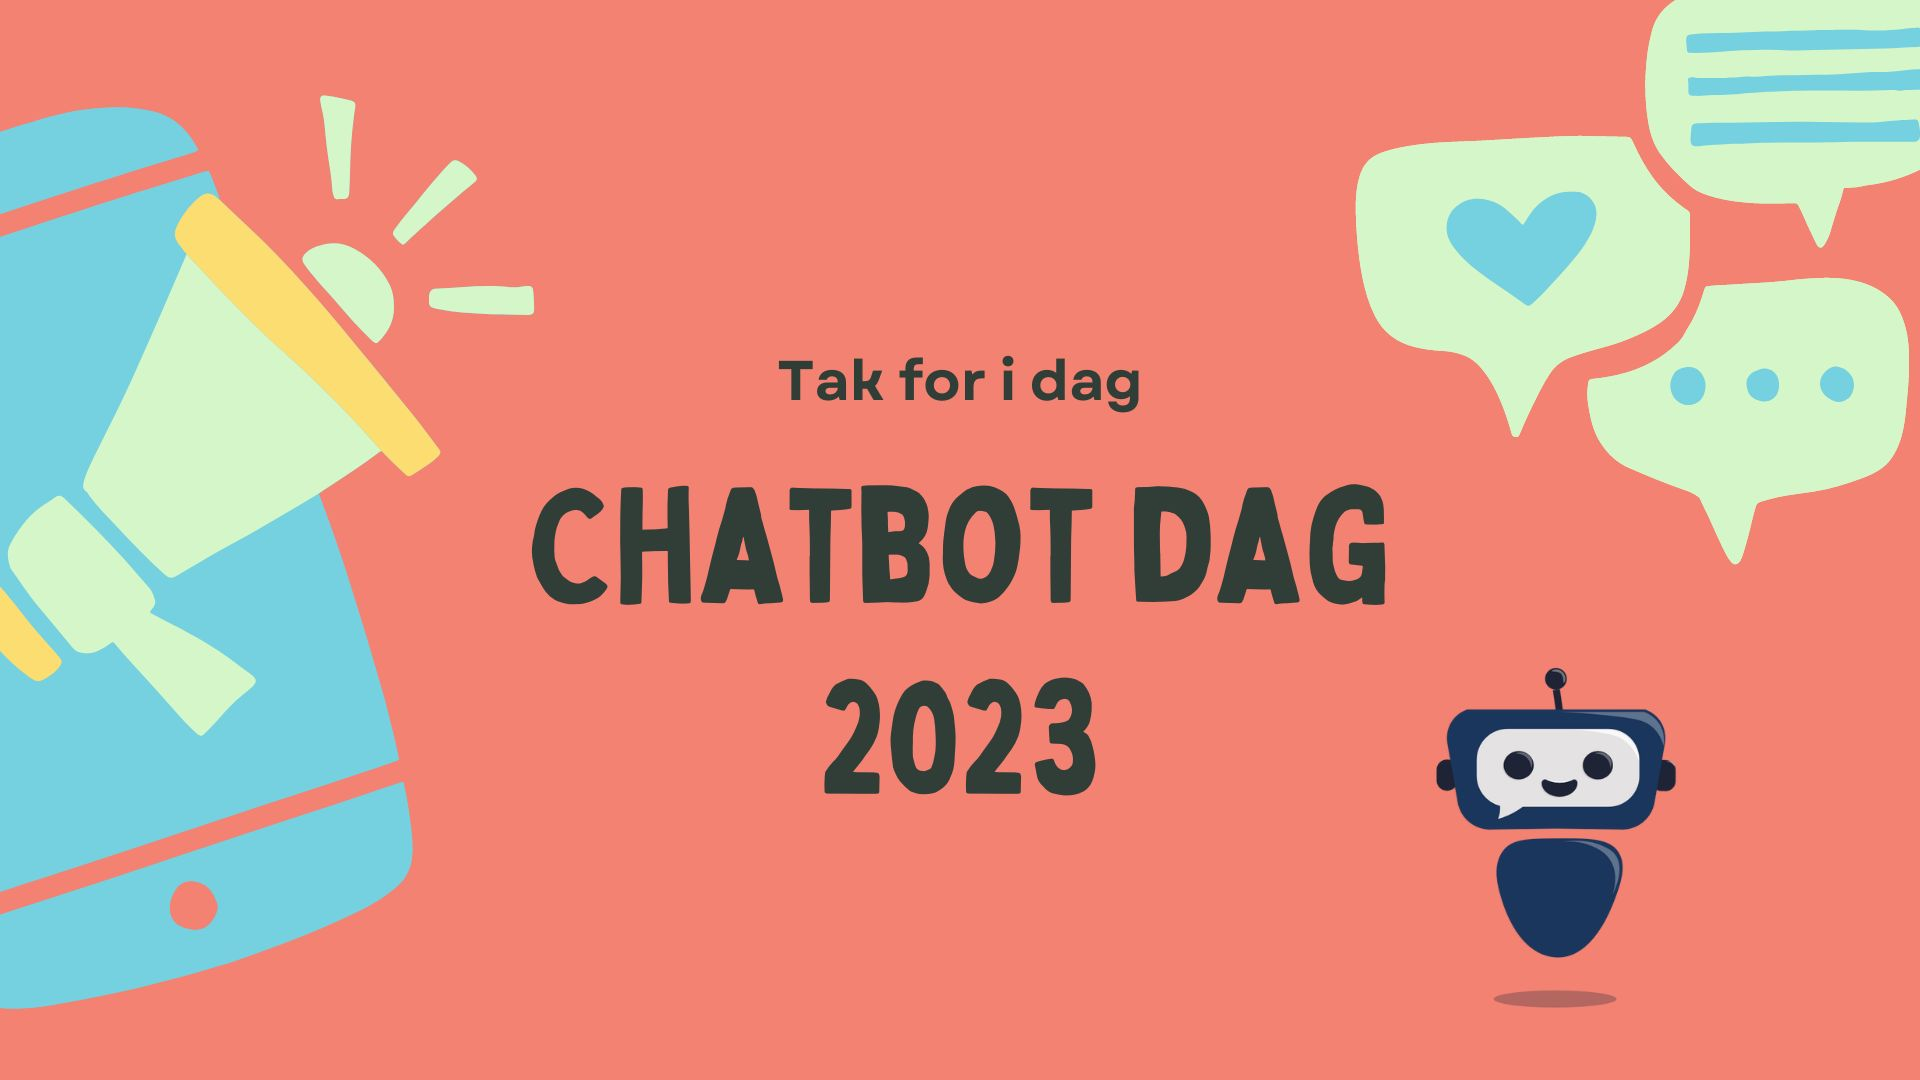 Tak for i dag
CHATBOT DAG
2023